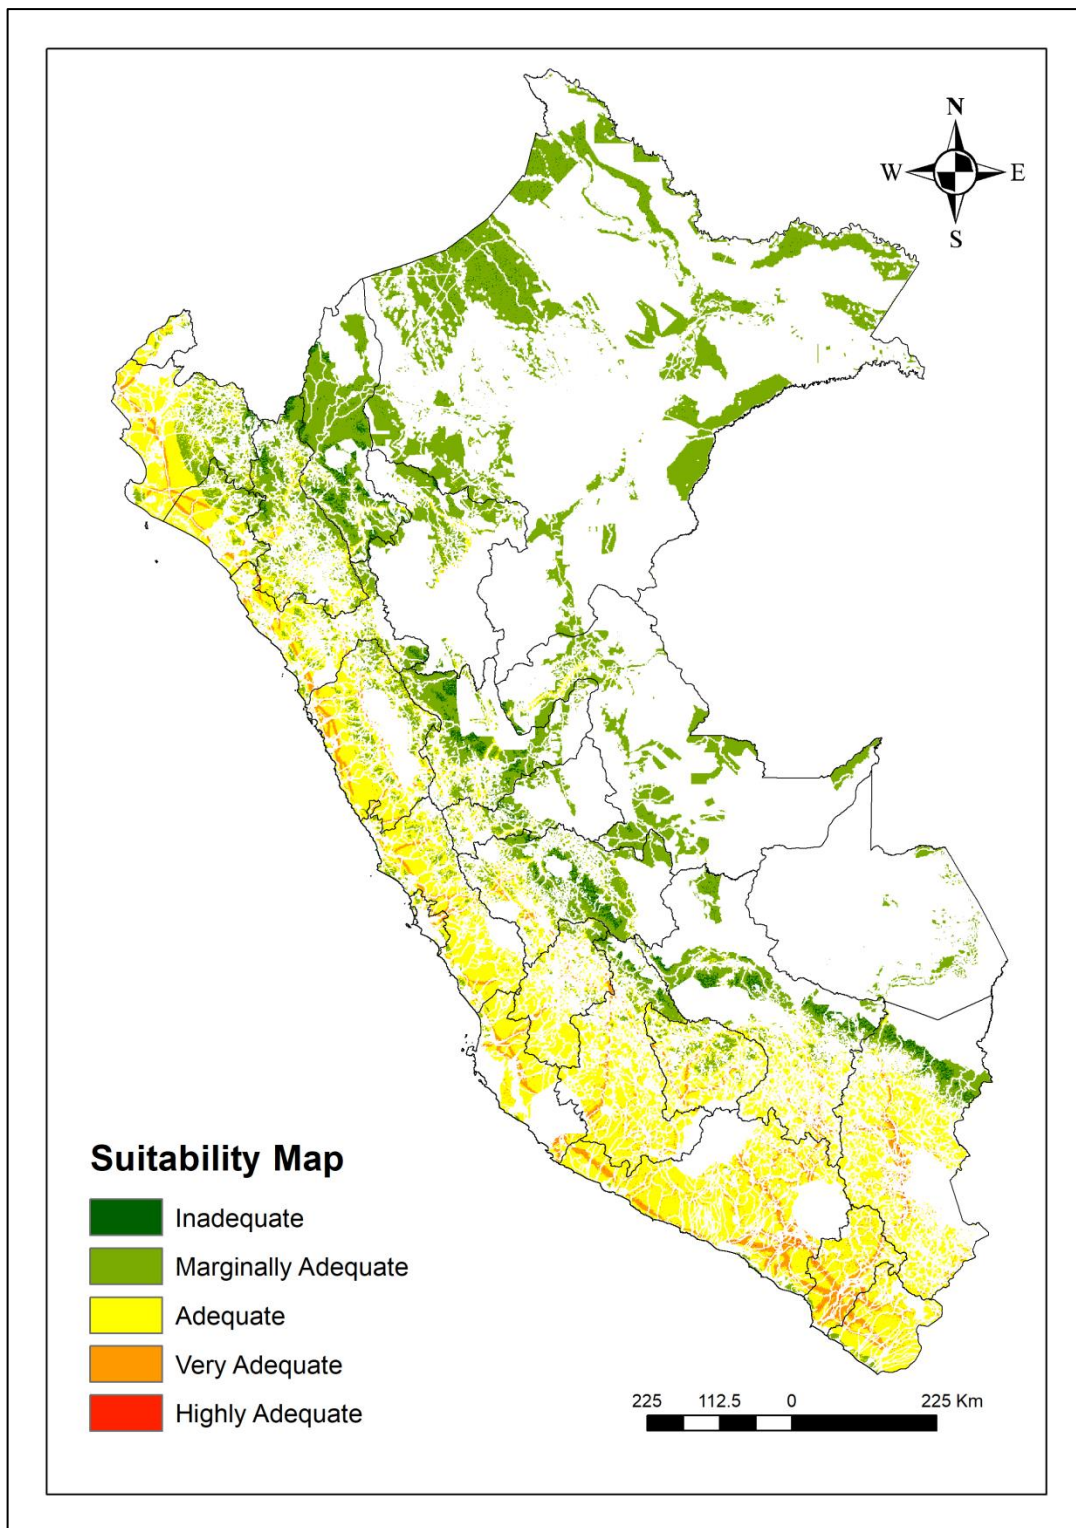 N
W E
S
Suitability Map
Inadequate
Marginally Adequate
Adequate
Very Adequate
Highly Adequate
225 112.5 0 225 Km